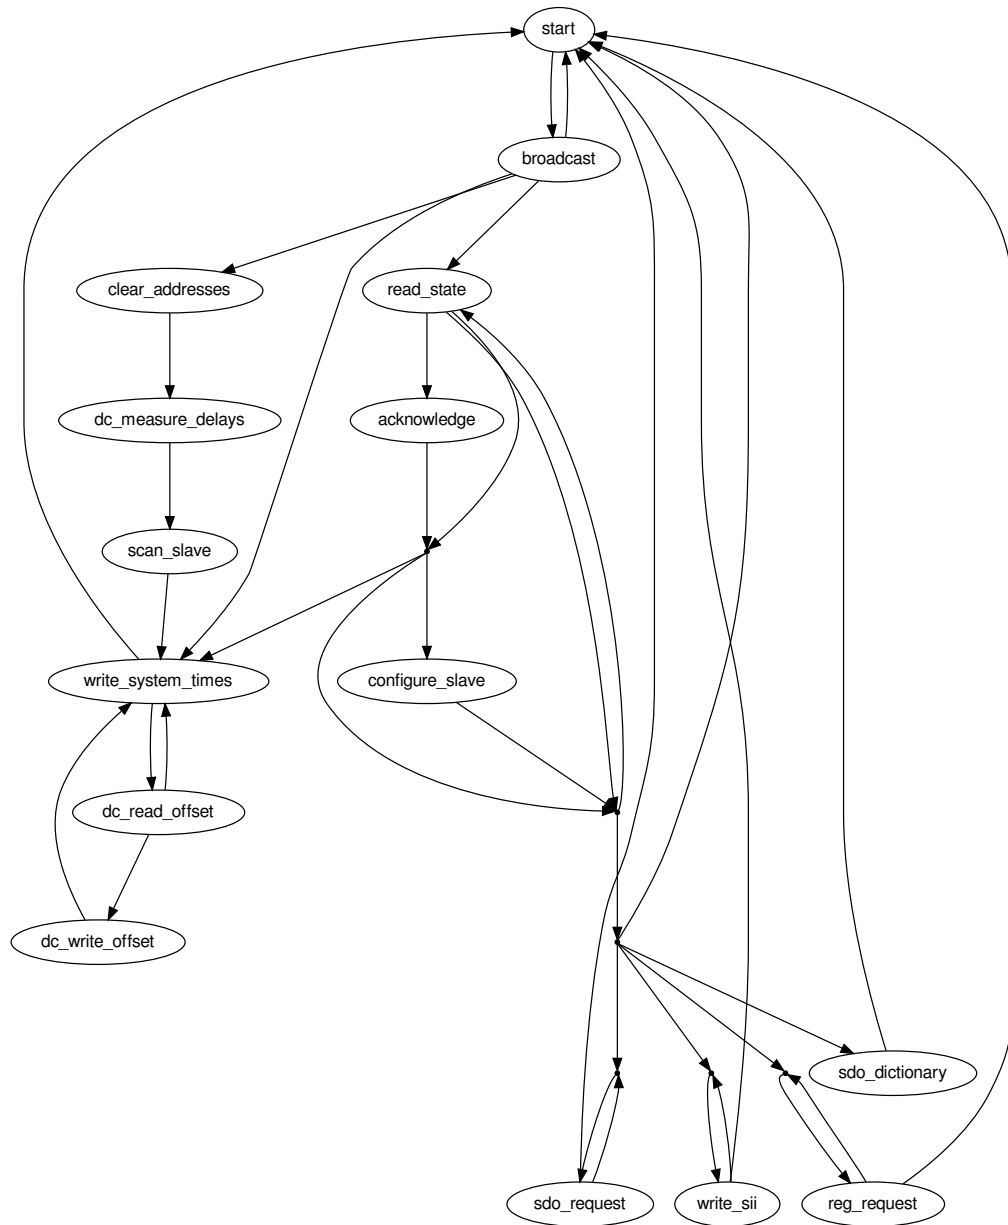 start
broadcast
clear_addresses
read_state
dc_measure_delays
acknowledge
scan_slave
write_system_times
configure_slave
dc_read_offset
dc_write_offset
sdo_dictionary
sdo_request
write_sii
reg_request